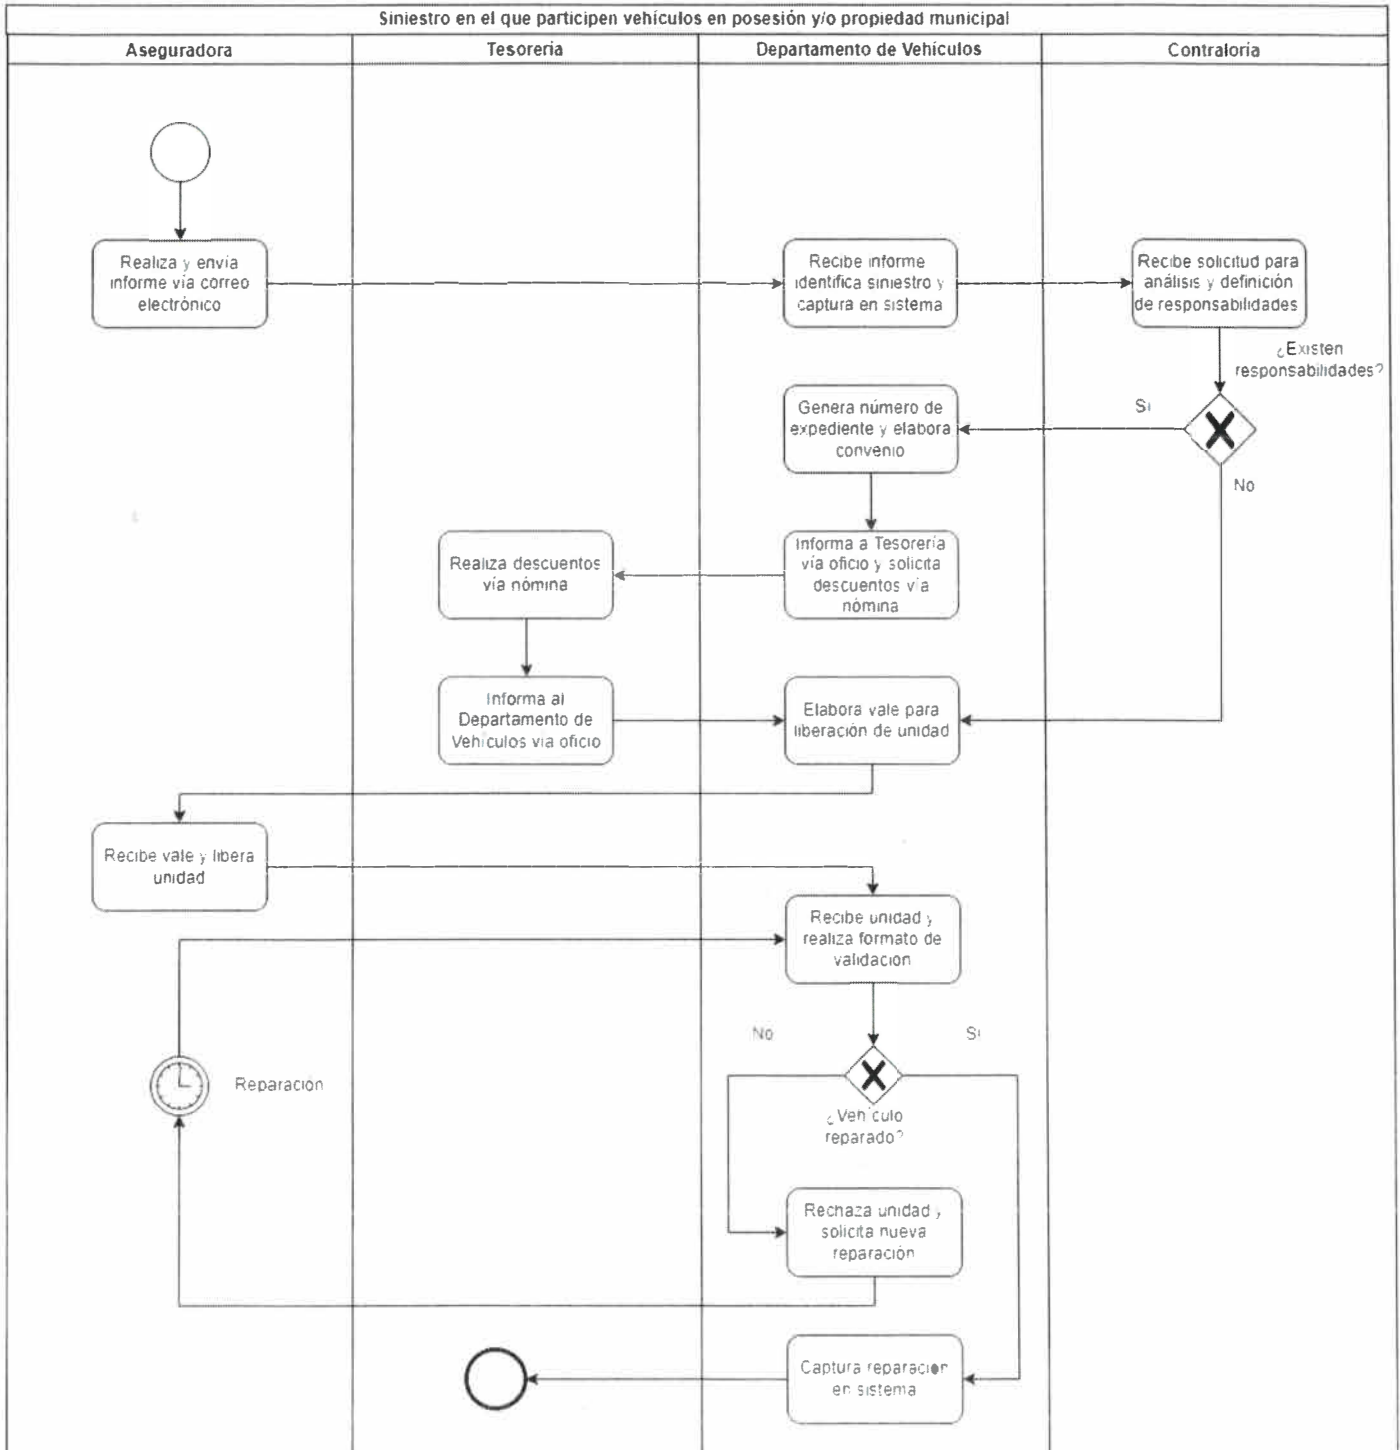 Siniestro en el que participen vehículos en posesión y/o propiedad municipal
Aseguradora
Tesorería
Departamento de Vehículos
Contraloría
Realiza y envía
informe vía correo
electrónico
Recibe informe
identifica siniestro y
captura en sistema
Recibe solicitud para
análisis y definición
de responsabilidades
¿Existen
responsabilidades?
Si
No
Genera número de
expediente y elabora
convenio
Informa a Tesorería
vía oficio y solicita
descuentos vía
nómina
Realiza descuentos
vía nómina
Informa al
Departamento de
Vehículos vía oficio
Elabora vale para
liberación de unidad
Recibe vale y libera
unidad
Recibe unidad y
realiza formato de
validación
No
Si
¿Vehículo
reparado?
Reparación
Rechaza unidad y
solicita nueva
reparación
Captura reparación
en sistema